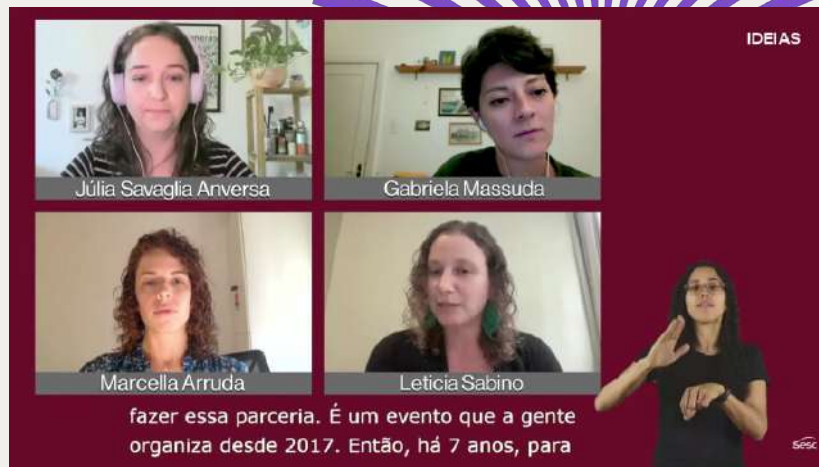 IDEIAS
Júlia Savaglia Anversa
Gabriela Massuda
Marcella Arruda
Leticia Sabino
fazer essa parceria. É um evento que a gente
organiza desde 2017. Então, há 7 anos, para
Sesc